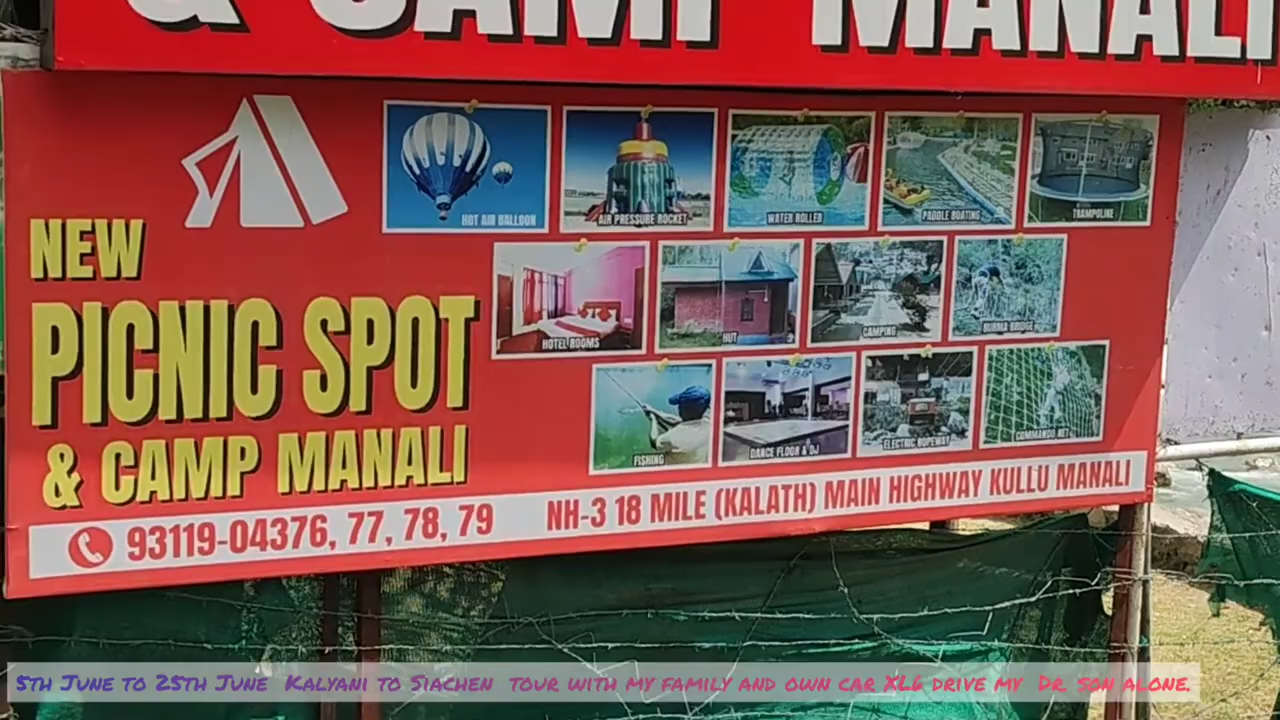 & CAMP MANALI
NEW
PICNIC SPOT
& CAMP MANALI
HOT AIR BALLOON
AIR PRESSURE ROCKET
WATER ROLLER
PADDLE BOATING
TRAMPOLINE
HOTEL ROOMS
HUT
CAMPING
BURMA BRIDGE
FISHING
DANCE FLOOR & DJ
ELECTRIC ROPEWAY
COMMANDO NET
93119-04376, 77, 78, 79
NH-3 18 MILE (KALATH) MAIN HIGHWAY KULLU MANALI
5th June to 25th June Kalyani to Siachen tour with my family and own car XL6 drive my Dr. son alone.